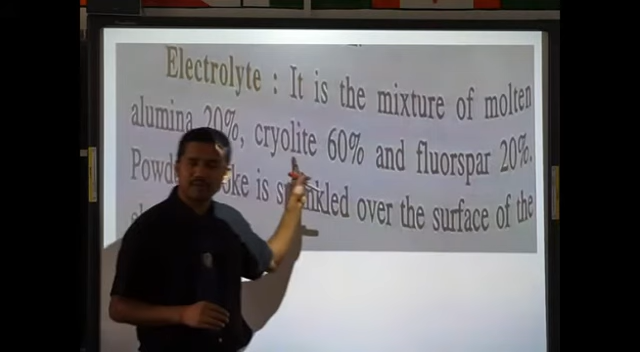 Electrolyte : It is the mixture of molten
alumina 20%, cryolite 60% and fluorspar 20%.
is sprinkled over the surface of the